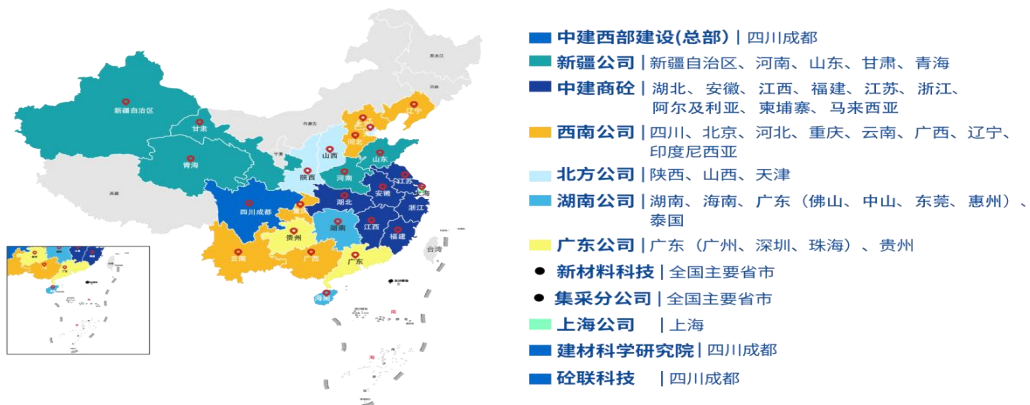 中建西部建设(总部)｜四川成都
新疆公司｜新疆自治区、河南、山东、甘肃、青海
中建商砼｜湖北、安徽、江西、福建、江苏、浙江、
阿尔及利亚、柬埔寨、马来西亚
西南公司｜四川、北京、河北、重庆、云南、广西、辽宁、
印度尼西亚
北方公司｜陕西、山西、天津
湖南公司｜湖南、海南、广东（佛山、中山、东莞、惠州）、
泰国
广东公司｜广东（广州、深圳、珠海）、贵州
新材料科技｜全国主要省市
集采分公司｜全国主要省市
上海公司｜上海
建材科学研究院｜四川成都
砼联科技｜四川成都
新疆自治区
甘肃
青海
四川成都
陕西
山西
河北
辽宁
山东
河南
江苏
安徽
上海
湖北
浙江
江西
湖南
福建
贵州
云南
广西
广东
台湾
海南
南
海